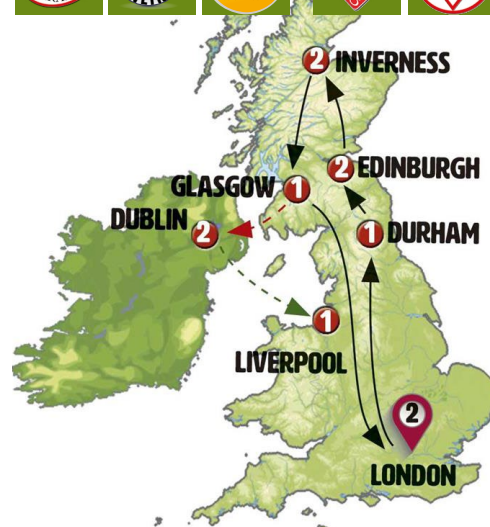 2 INVERNESS
2 EDINBURGH
GLASGOW 1
DUBLIN 2
1 DURHAM
1
LIVERPOOL
2
LONDON